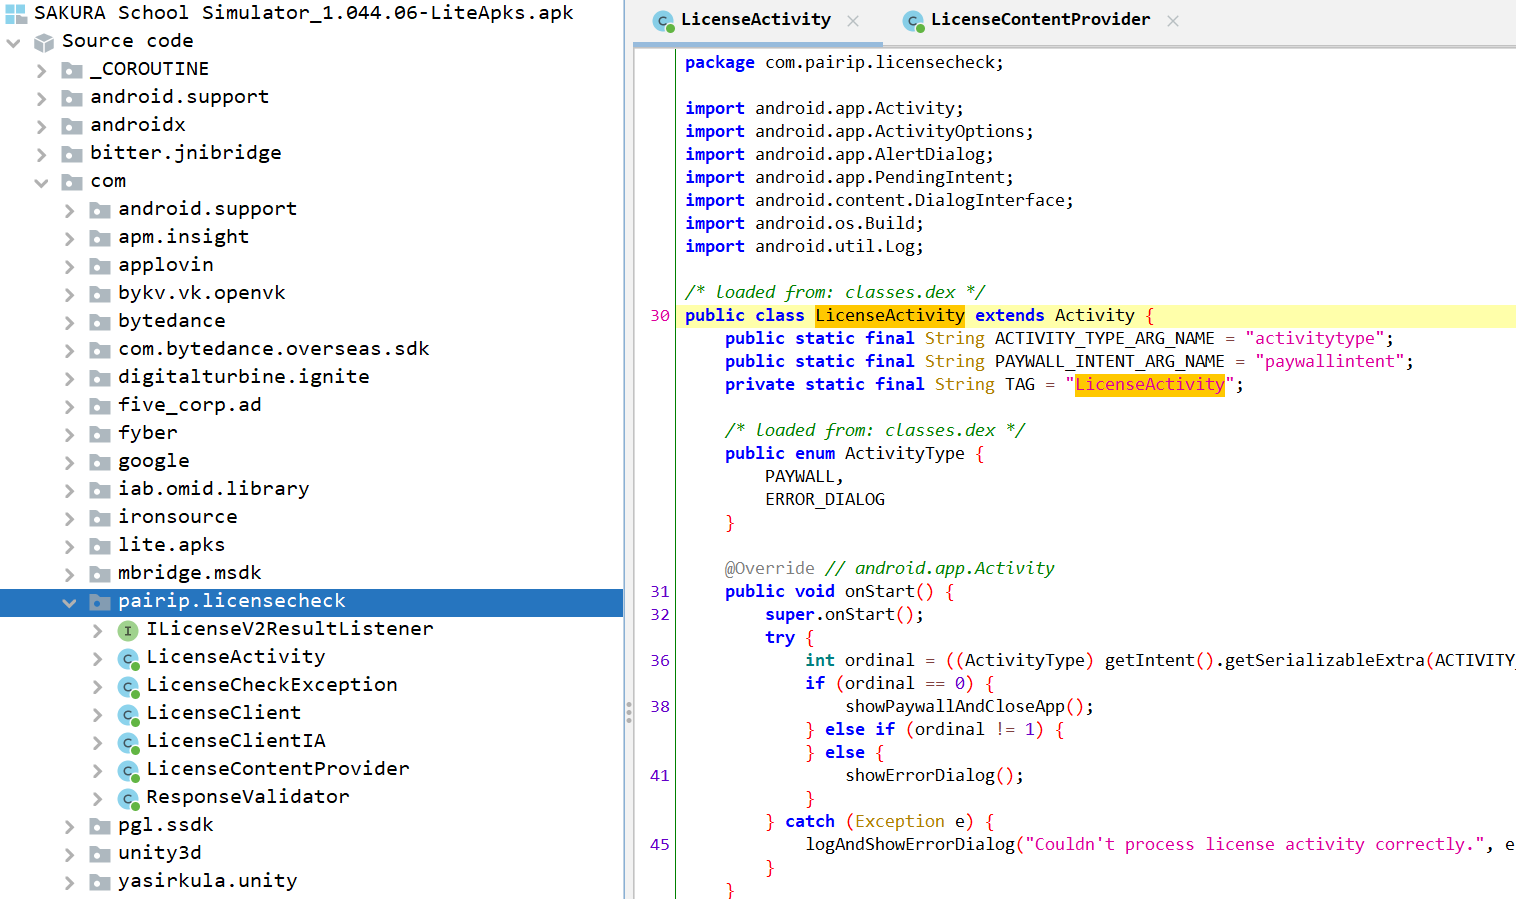 SAKURA School Simulator_1.044.06-LiteApks.apk
Source code
_COROUTINE
android.support
androidx
bitter.jnibridge
com
android.support
apm.insight
applovin
bykv.vk.openvk
bytedance
com.bytedance.overseas.sdk
digitalturbine.ignite
five_corp.ad
fyber
google
iab.omid.library
ironsource
lite.apks
mbridge.msdk
pairip.licensecheck
ILicenseV2ResultListener
LicenseActivity
LicenseCheckException
LicenseClient
LicenseClientIA
LicenseContentProvider
ResponseValidator
pgl.ssdk
unity3d
yasirkula.unity
LicenseActivity × LicenseContentProvider ×
package com.pairip.licensecheck;
import android.app.Activity;
import android.app.ActivityOptions;
import android.app.AlertDialog;
import android.app.PendingIntent;
import android.content.DialogInterface;
import android.os.Build;
import android.util.Log;
/* loaded from: classes.dex */
30 public class LicenseActivity extends Activity {
public static final String ACTIVITY_TYPE_ARG_NAME = "activitytype";
public static final String PAYWALL_INTENT_ARG_NAME = "paywallintent";
private static final String TAG = "LicenseActivity";
/* loaded from: classes.dex */
public enum ActivityType {
PAYWALL,
ERROR_DIALOG
}
@Override // android.app.Activity
31 public void onStart() {
32 super.onStart();
try {
36 int ordinal = ((ActivityType) getIntent().getSerializableExtra(ACTIVITY_
if (ordinal == 0) {
38 showPaywallAndCloseApp();
} else if (ordinal != 1) {
} else {
41 showErrorDialog();
}
} catch (Exception e) {
45 logAndShowErrorDialog("Couldn't process license activity correctly.", e
}
}